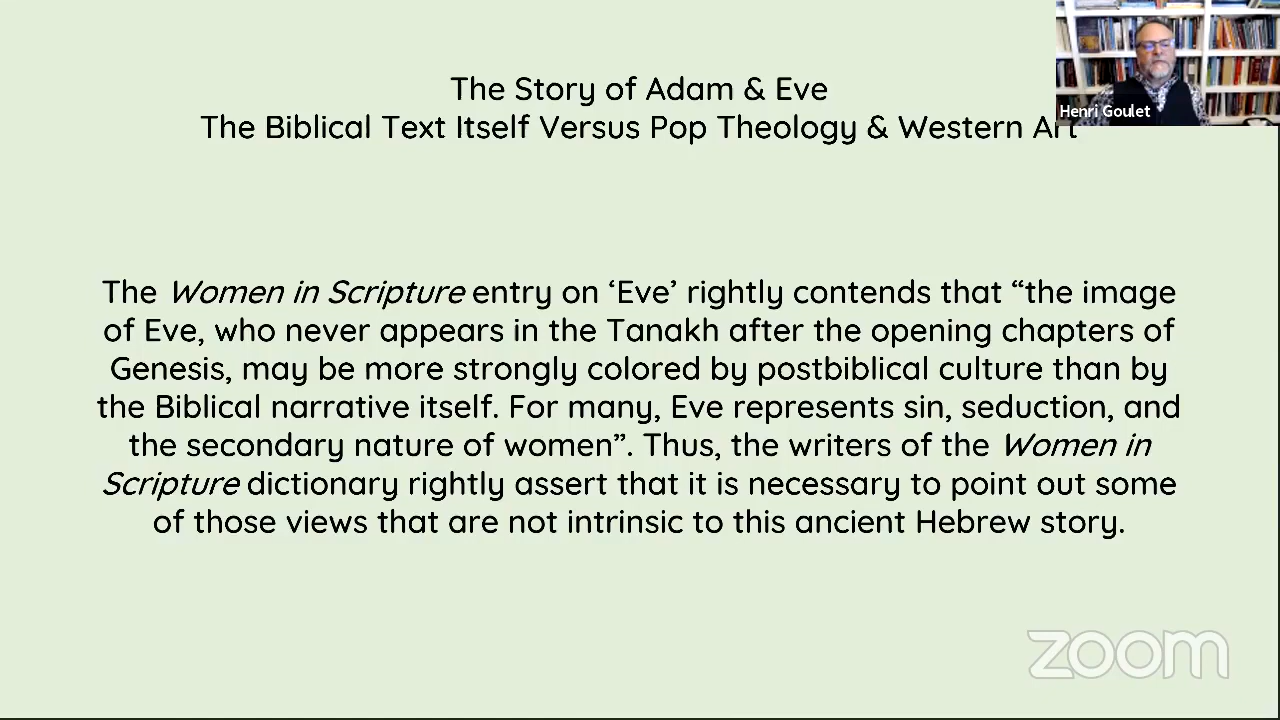 The Story of Adam & Eve
The Biblical Text Itself Versus Pop Theology & Western Art
Henri Goulet
The Women in Scripture entry on ‘Eve’ rightly contends that “the image
of Eve, who never appears in the Tanakh after the opening chapters of
Genesis, may be more strongly colored by postbiblical culture than by
the Biblical narrative itself. For many, Eve represents sin, seduction, and
the secondary nature of women”. Thus, the writers of the Women in
Scripture dictionary rightly assert that it is necessary to point out some
of those views that are not intrinsic to this ancient Hebrew story.
zoom